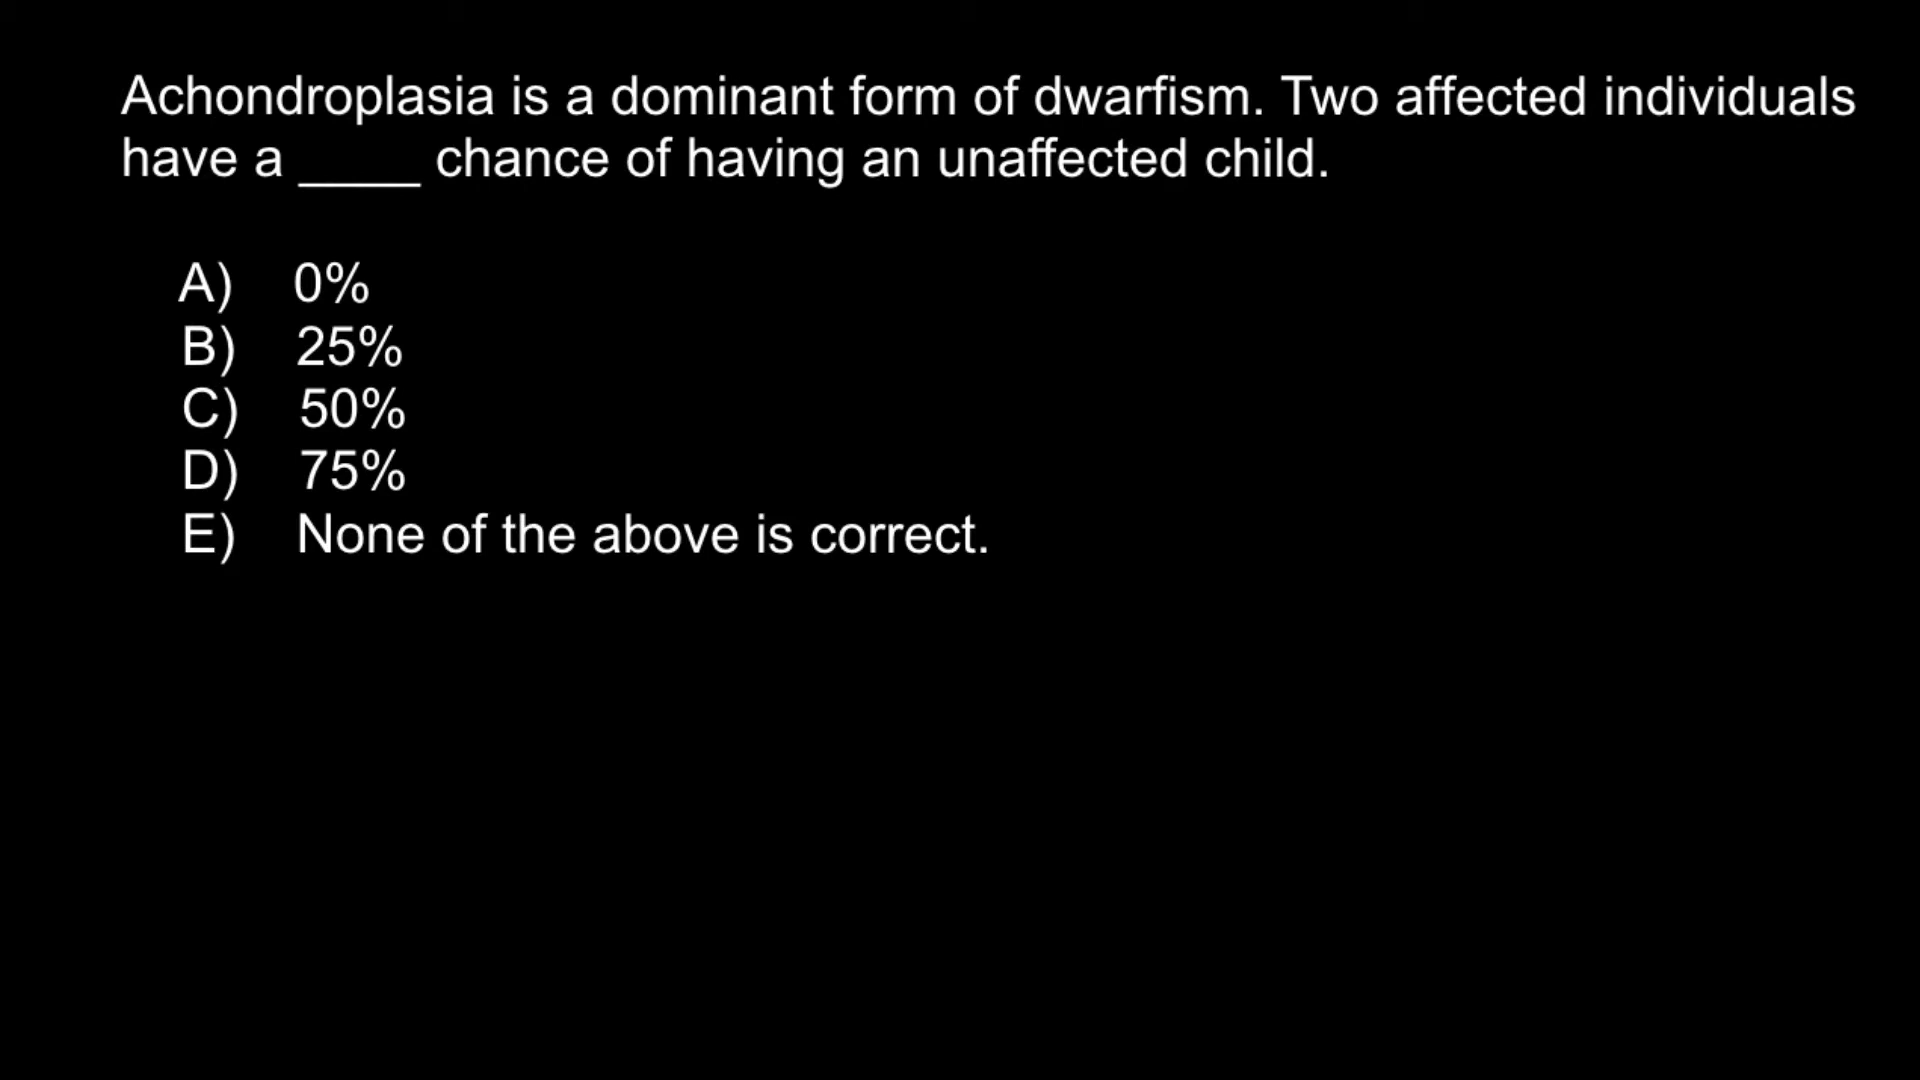 Achondroplasia is a dominant form of dwarfism. Two affected individuals
have a ____ chance of having an unaffected child.
A) 0%
B) 25%
C) 50%
D) 75%
E) None of the above is correct.